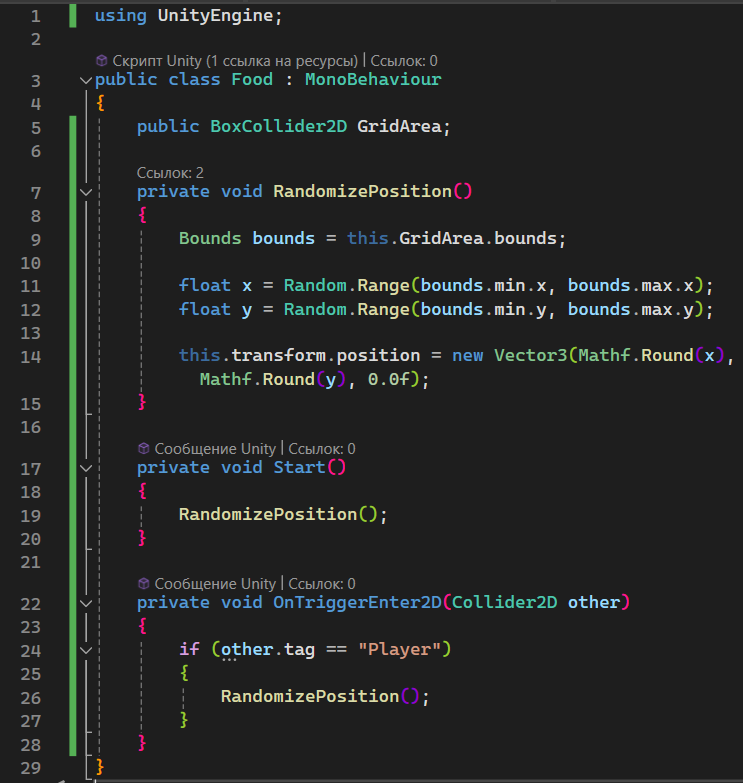 1 using UnityEngine;
2
Скрипт Unity (1 ссылка на ресурсы) | Ссылок: 0
3 public class Food : MonoBehaviour
4 {
5 public BoxCollider2D GridArea;
6
Ссылок: 2
7 private void RandomizePosition()
8 {
9 Bounds bounds = this.GridArea.bounds;
10
11 float x = Random.Range(bounds.min.x, bounds.max.x);
12 float y = Random.Range(bounds.min.y, bounds.max.y);
13
14 this.transform.position = new Vector3(Mathf.Round(x),
Mathf.Round(y), 0.0f);
15 }
16
Сообщение Unity | Ссылок: 0
17 private void Start()
18 {
19 RandomizePosition();
20 }
21
Сообщение Unity | Ссылок: 0
22 private void OnTriggerEnter2D(Collider2D other)
23 {
24 if (other.tag == "Player")
25 {
26 RandomizePosition();
27 }
28 }
29 }